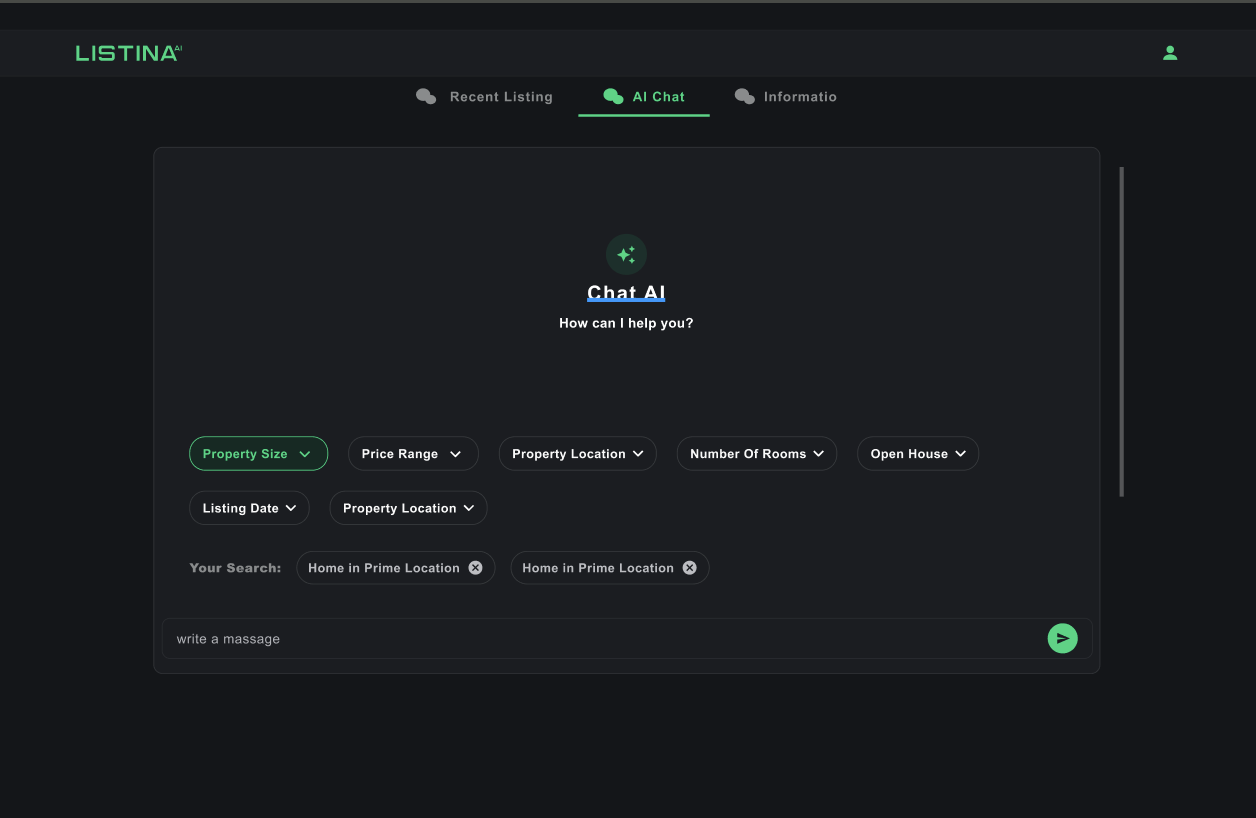 LISTINA AI
Recent Listing AI Chat Informatio
Chat AI
How can I help you?
Property Size Price Range Property Location Number Of Rooms Open House
Listing Date Property Location
Your Search: Home in Prime Location Home in Prime Location
write a massage